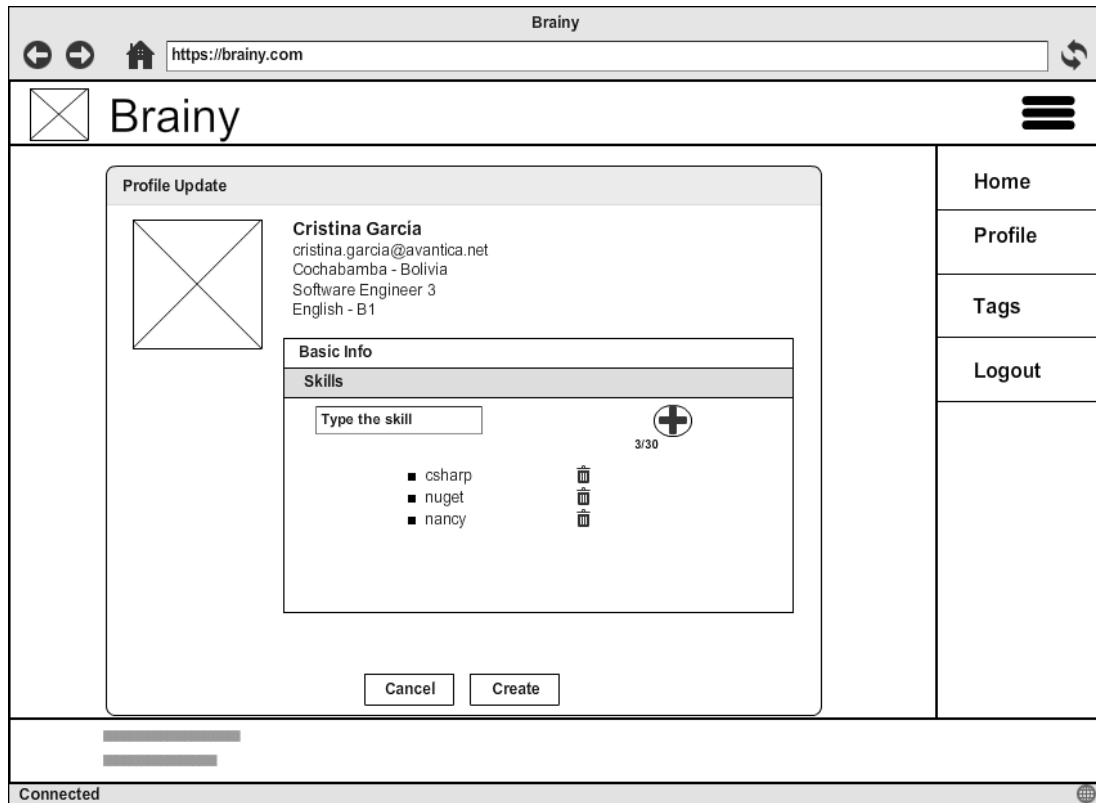 Brainy
https://brainy.com
Brainy
Profile Update
Cristina García
cristina.garcia@avantica.net
Cochabamba - Bolivia
Software Engineer 3
English - B1
Basic Info
Skills
Type the skill
3/30
csharp
nuget
nancy
Cancel
Create
Home
Profile
Tags
Logout
Connected